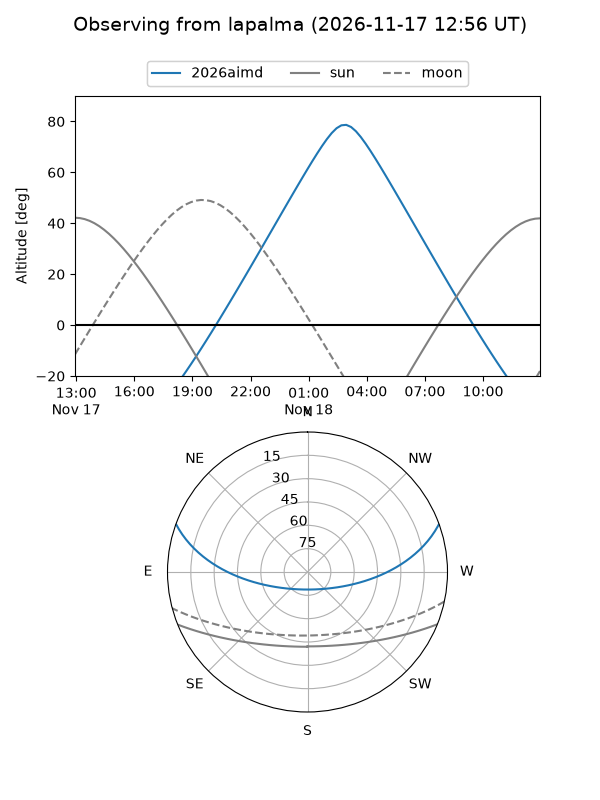 Observing from lapalma (2026-11-17 12:56 UT)
2026aimd sun moon
Altitude [deg]
80
60
40
20
0
−20
13:00 16:00 19:00 22:00 01:00 04:00 07:00 10:00
Nov 17 Nov 18
N
NE NW
15
30
45
60
75
E W
SE SW
S